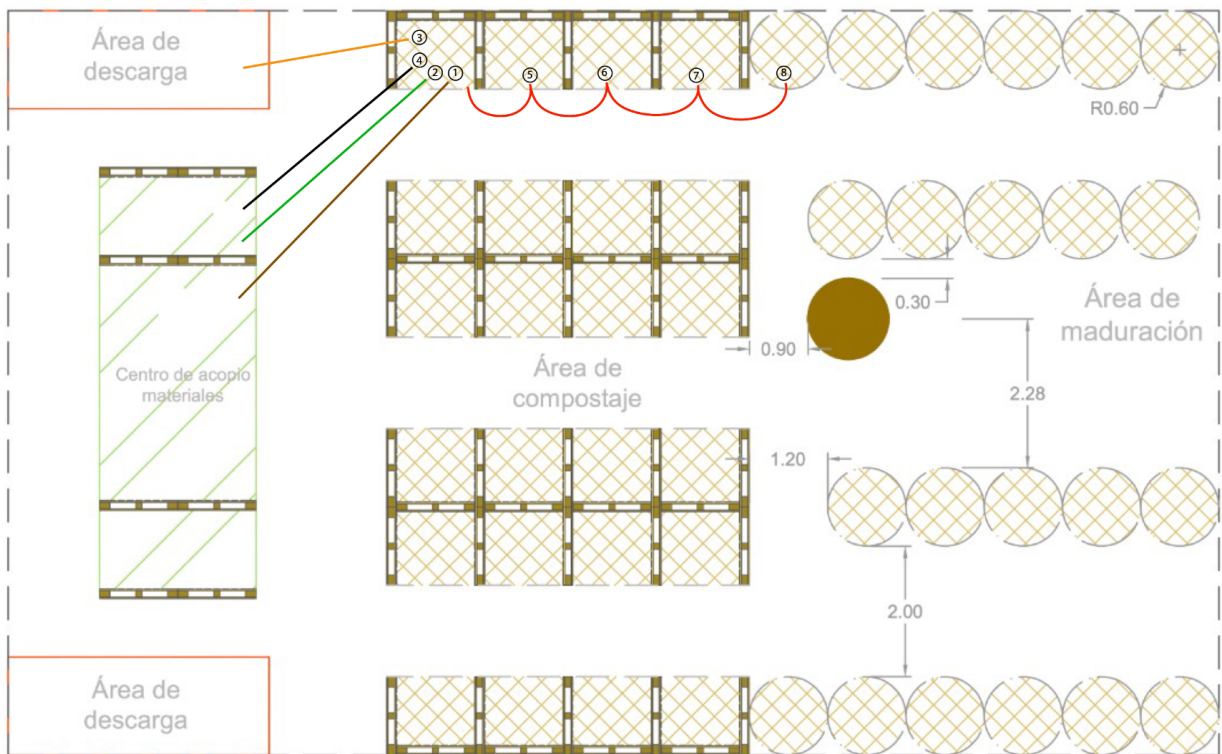 Área de
descarga
③
④
②
①
⑤
⑥
⑦
⑧
R0.60
Centro de acopio
materiales
Área de
compostaje
0.30
0.90
Área de
maduración
2.28
1.20
2.00
Área de
descarga